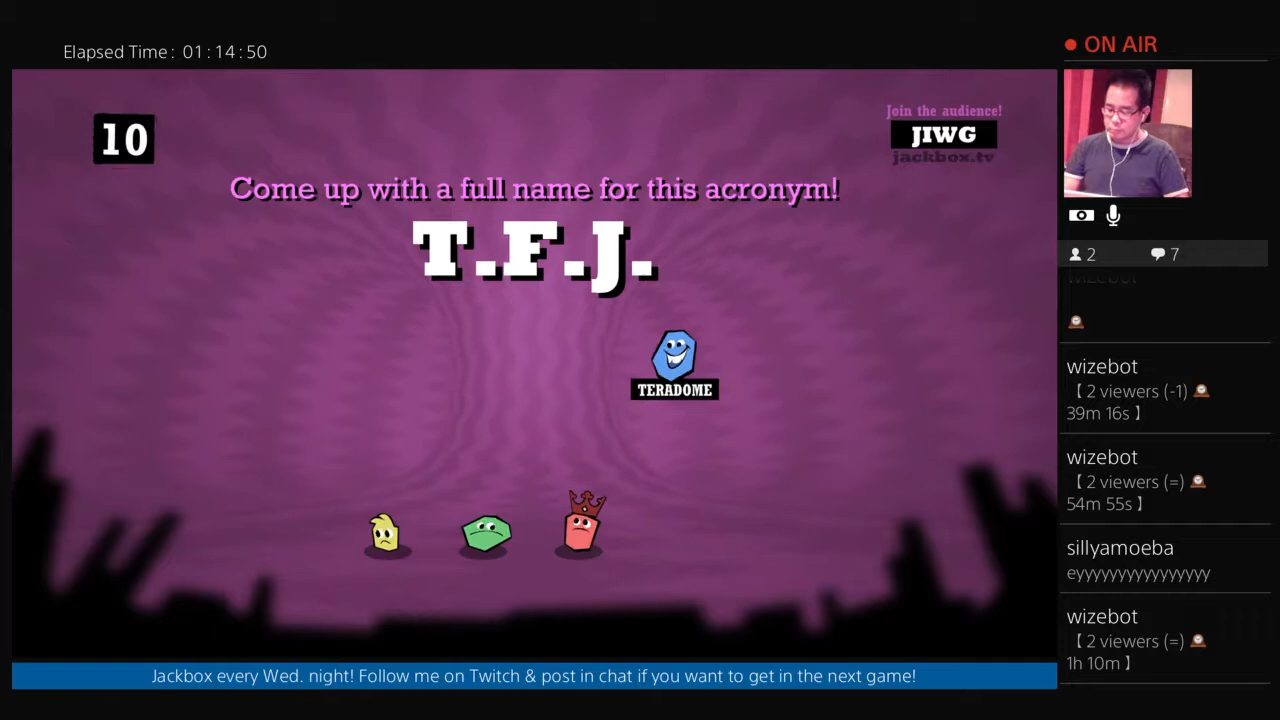 Elapsed Time: 01:14:50
ON AIR
10
Join the audience!
JIWG
jackbox.tv
Come up with a full name for this acronym!
T.F.J.
TERADOME
2 7
wizebot
wizebot
【 2 viewers (-1) 🕰
39m 16s 】
wizebot
【 2 viewers (=) 🕰
54m 55s 】
sillyamoeba
eyyyyyyyyyyyyyyyy
wizebot
【 2 viewers (=) 🕰
1h 10m 】
Jackbox every Wed. night! Follow me on Twitch & post in chat if you want to get in the next game!